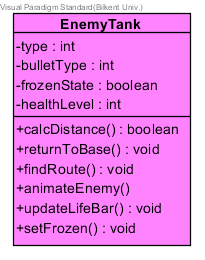 Visual Paradigm Standard(Bilkent Univ.)
EnemyTank
-type : int
-bulletType : int
-frozenState : boolean
-healthLevel : int
+calcDistance() : boolean
+returnToBase() : void
+findRoute() : void
+animateEnemy()
+updateLifeBar() : void
+setFrozen() : void